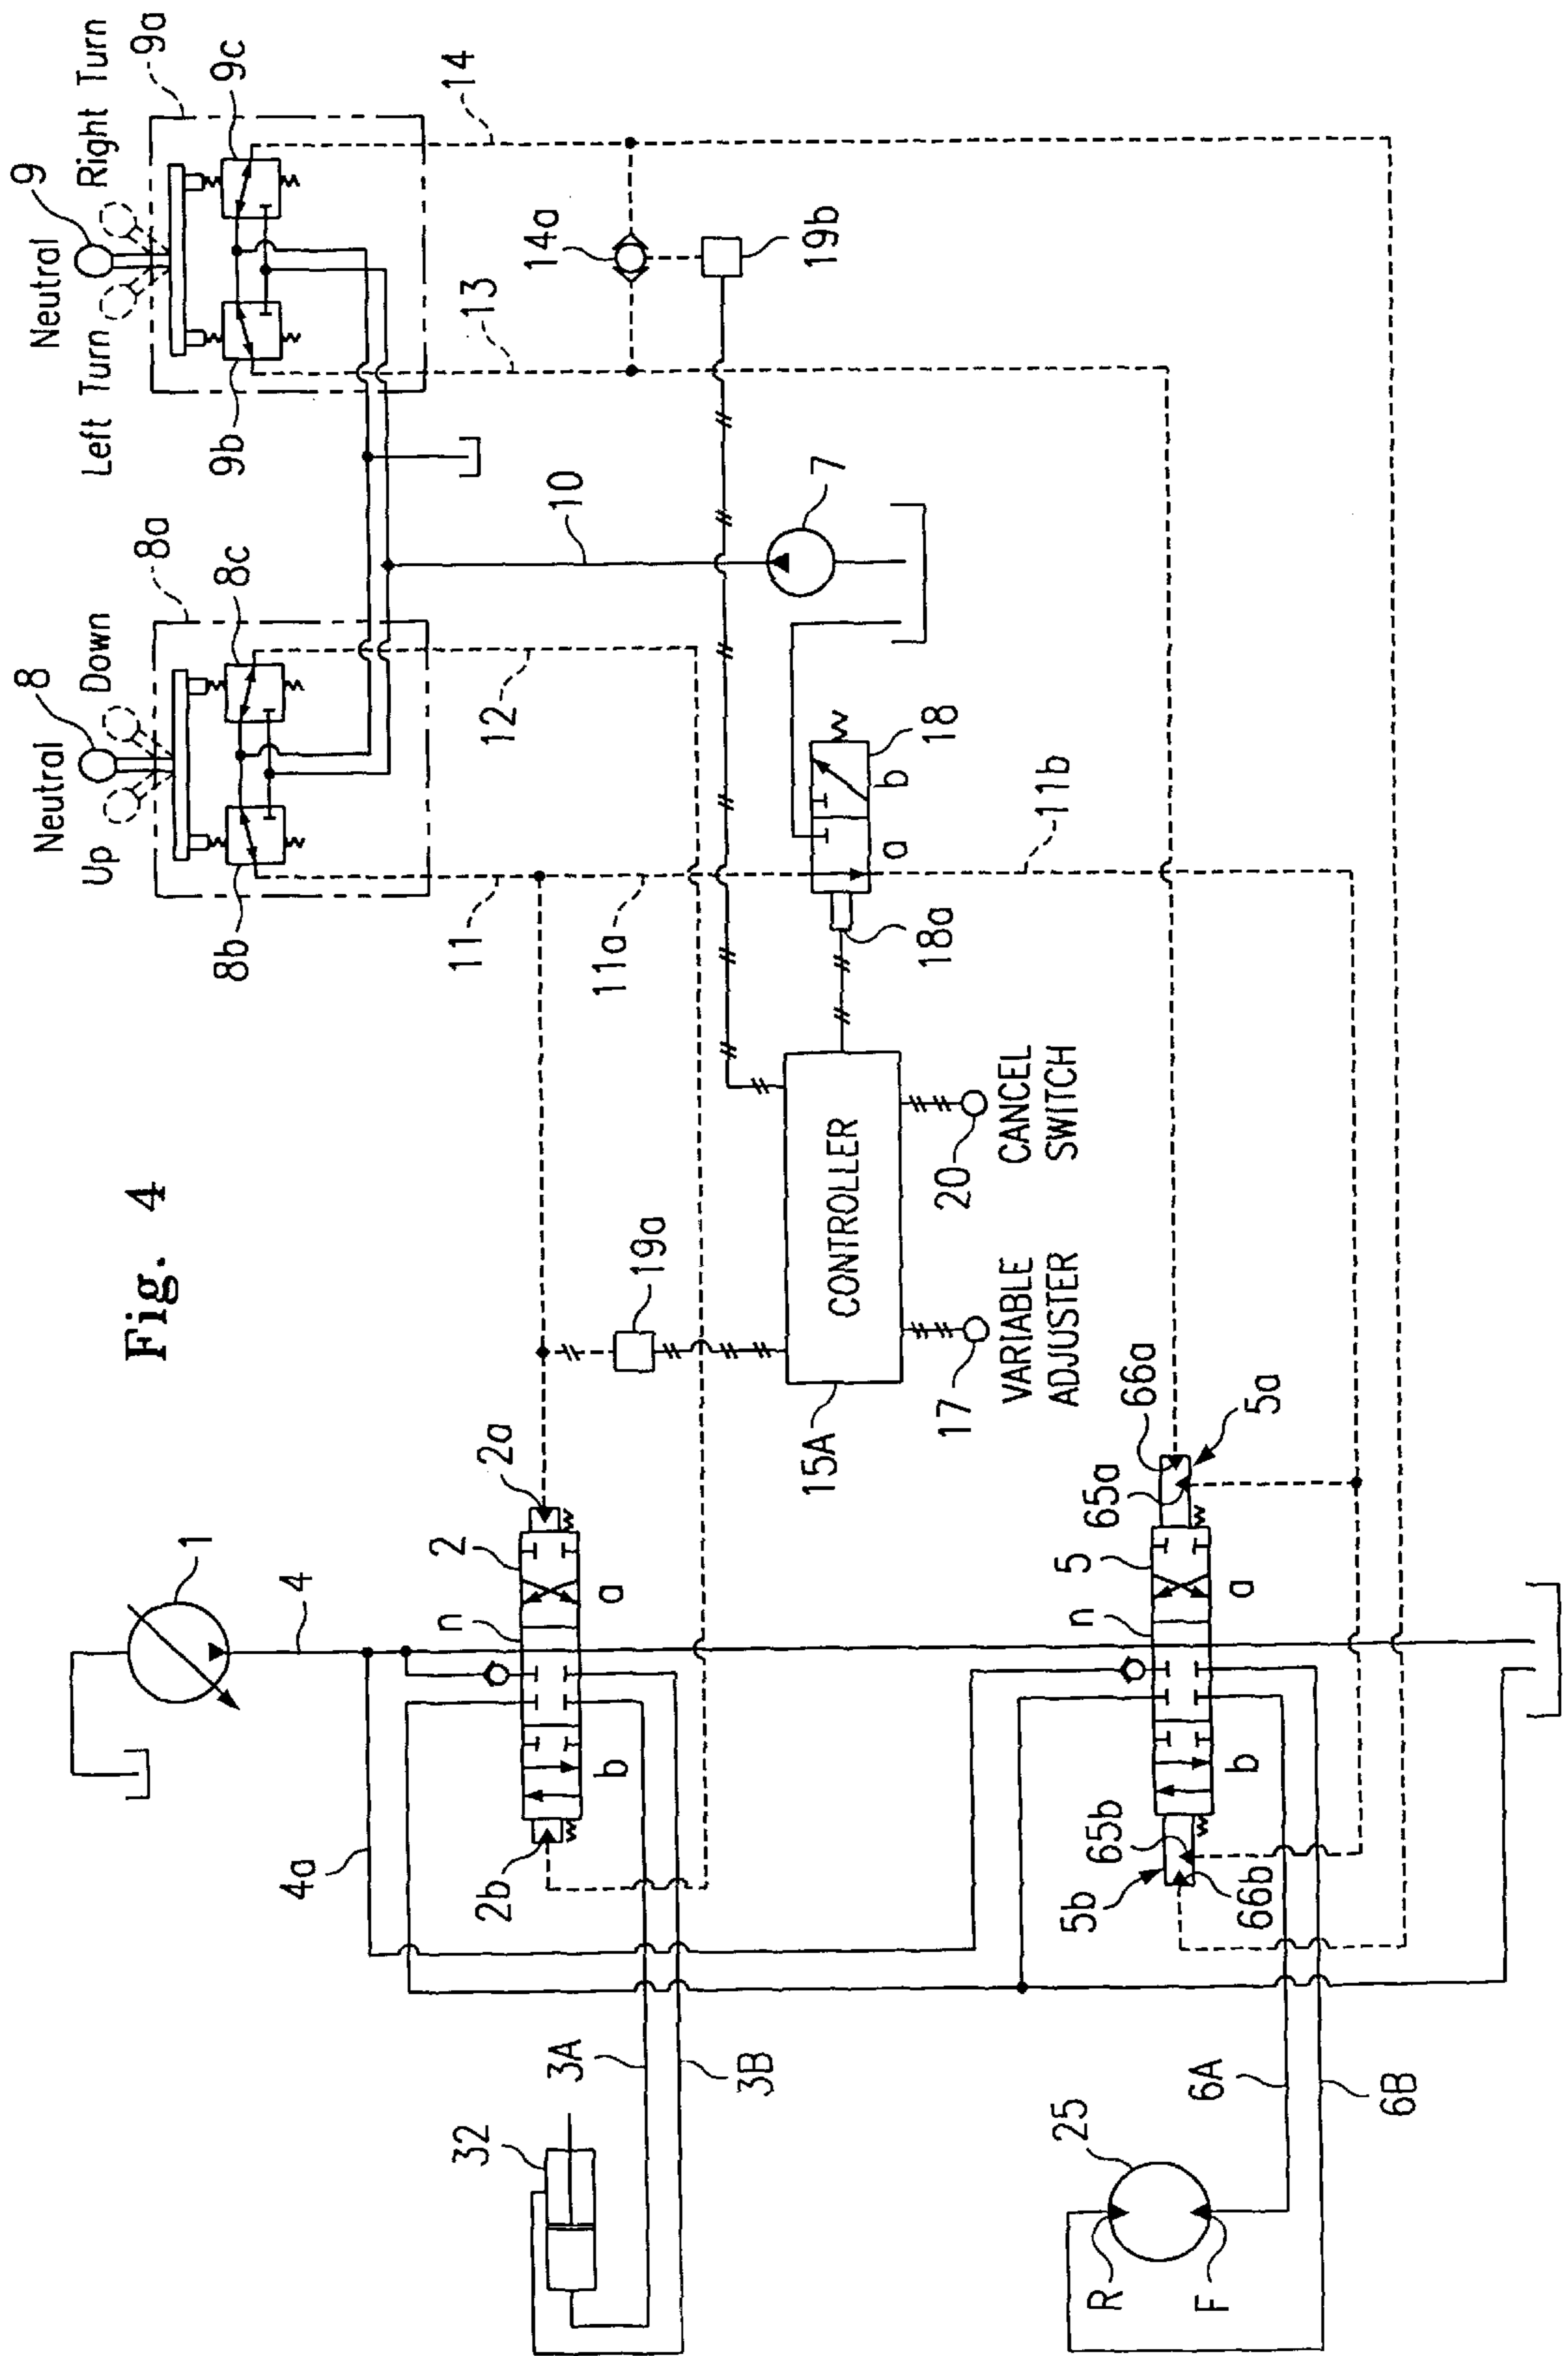 Fig. 4
Neutral
9
Left Turn
Right Turn
9a
9b
9c
14
13
14a
19b
Neutral
8
Up
Down
8a
8b
8c
10
7
12
11
11a
18
a
b
18a
11b
19a
CONTROLLER
15A
17
VARIABLE
ADJUSTER
20
CANCEL
SWITCH
1
4
4a
2
2a
2b
n
a
b
5
5a
5b
n
a
b
65a
66a
65b
66b
3A
3B
32
6A
6B
25
R
F